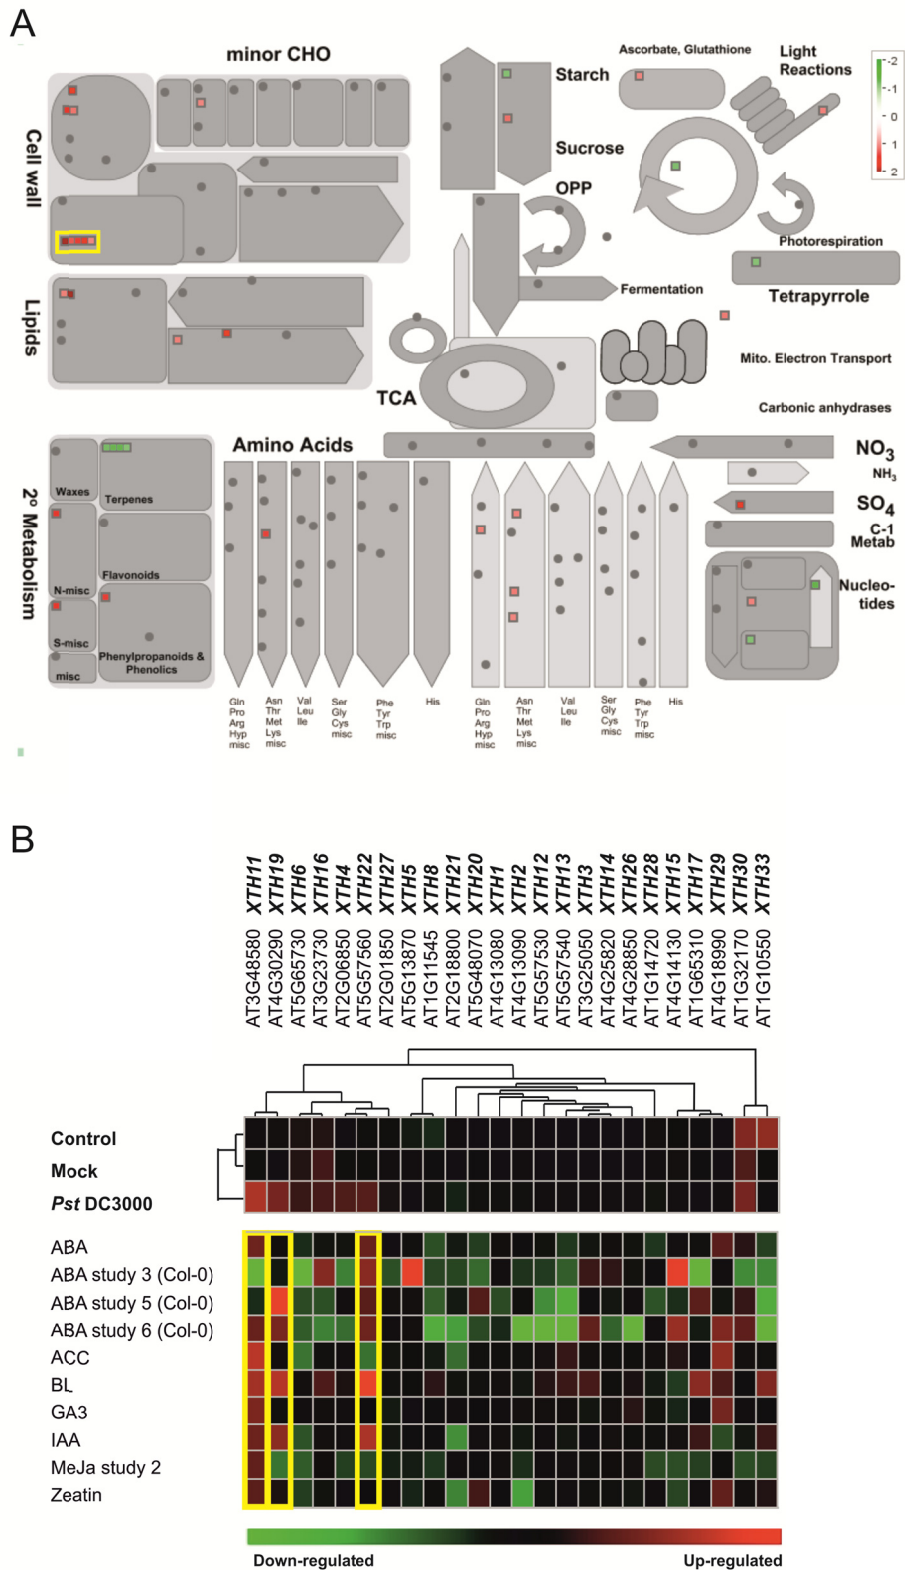 A
minor CHO
Cell wall
Lipids
2º Metabolism
Waxes
Terpenes
N-misc
Flavonoids
S-misc
misc
Phenylpropanoids &
Phenolics
Starch
Sucrose
OPP
Ascorbate, Glutathione
Light
Reactions
-2
-1
0
1
2
Photorespiration
Tetrapyrrole
Fermentation
Mito. Electron Transport
TCA
Carbonic anhydrases
Amino Acids
NO3
NH3
SO4
C-1
Metab
Nucleo-
tides
Gln
Pro
Arg
Hyp
misc
Asn
Thr
Met
Lys
misc
Val
Leu
Ile
Ser
Gly
Cys
misc
Phe
Tyr
Trp
misc
His
Gln
Pro
Arg
Hyp
misc
Asn
Thr
Met
Lys
misc
Val
Leu
Ile
Ser
Gly
Cys
misc
Phe
Tyr
Trp
misc
His
B
AT3G48580 XTH11
AT4G30290 XTH19
AT5G65730 XTH6
AT3G23730 XTH16
AT2G06850 XTH4
AT5G57560 XTH22
AT2G01850 XTH27
AT5G13870 XTH5
AT1G11545 XTH8
AT2G18800 XTH21
AT5G48070 XTH20
AT4G13080 XTH1
AT4G13090 XTH2
AT5G57530 XTH12
AT5G57540 XTH13
AT3G25050 XTH3
AT4G25820 XTH14
AT4G28850 XTH26
AT1G14720 XTH28
AT4G14130 XTH15
AT1G65310 XTH17
AT4G18990 XTH29
AT1G32170 XTH30
AT1G10550 XTH33
Control
Mock
Pst DC3000
ABA
ABA study 3 (Col-0)
ABA study 5 (Col-0)
ABA study 6 (Col-0)
ACC
BL
GA3
IAA
MeJa study 2
Zeatin
Down-regulated
Up-regulated